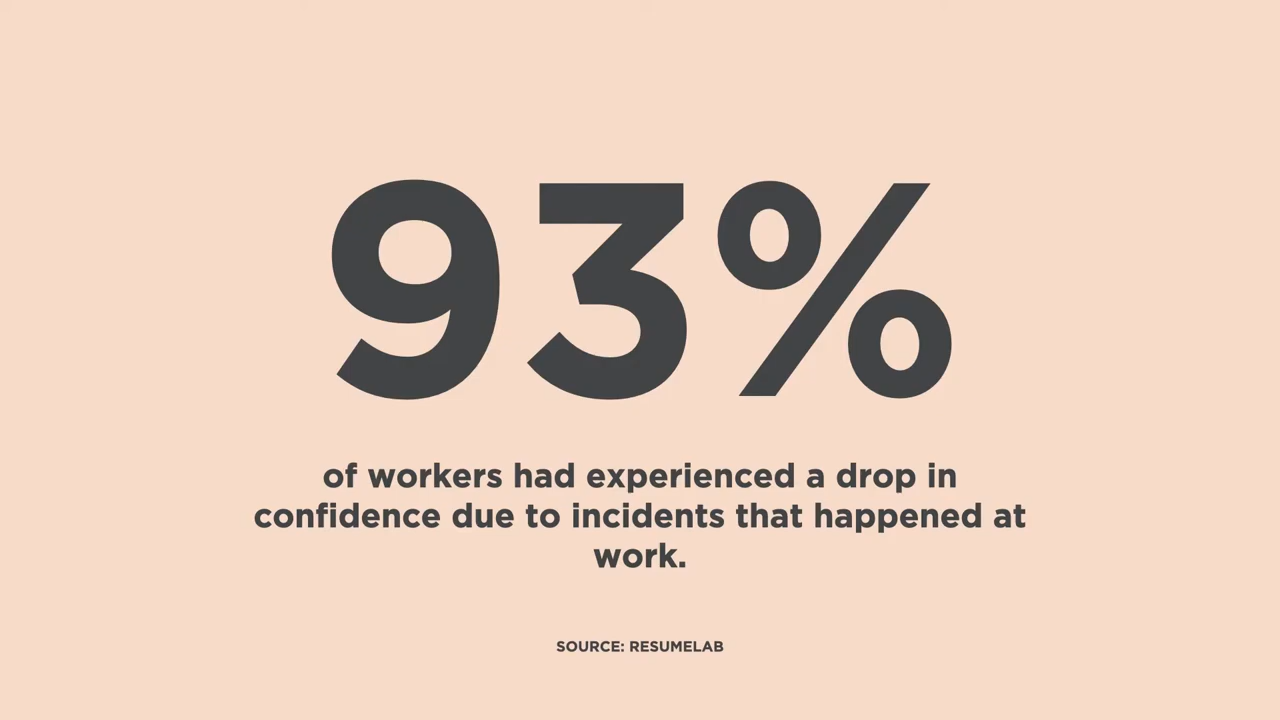 93%
of workers had experienced a drop in
confidence due to incidents that happened at
work.
SOURCE: RESUMELAB